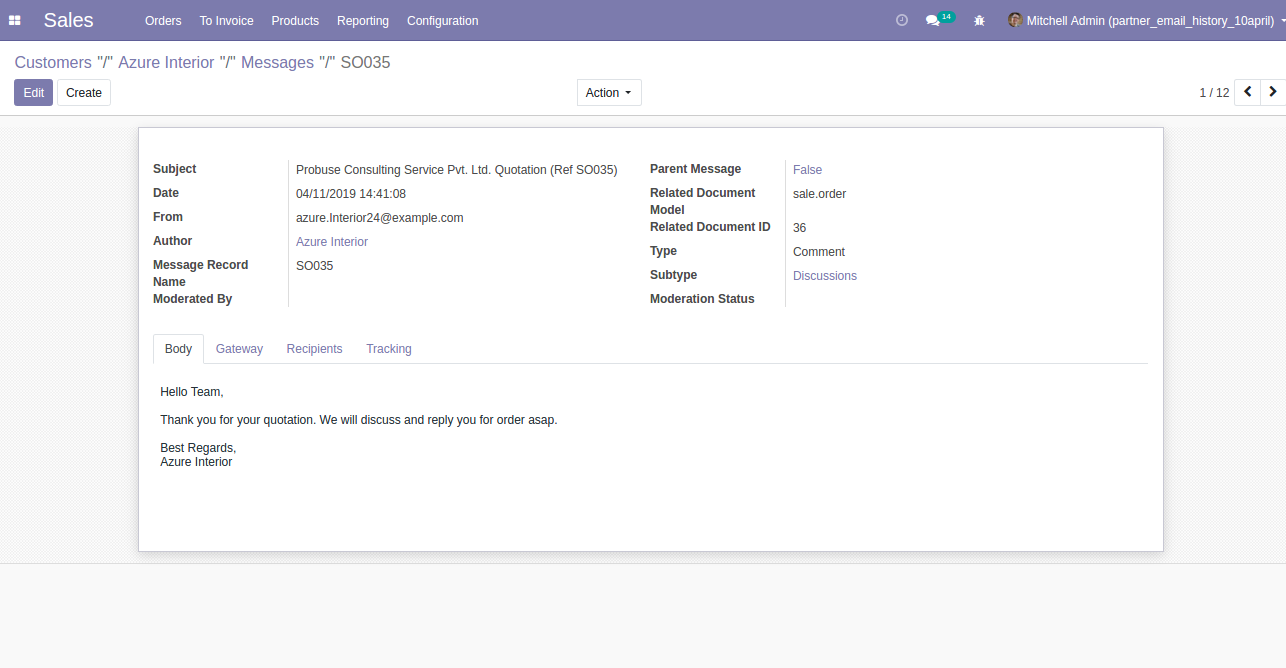 Sales Orders To Invoice Products Reporting Configuration 14 Mitchell Admin (partner_email_history_10april)
Customers "/" Azure Interior "/" Messages "/" SO035
Edit Create Action 1 / 12
Subject Probuse Consulting Service Pvt. Ltd. Quotation (Ref SO035)
Date 04/11/2019 14:41:08
From azure.Interior24@example.com
Author Azure Interior
Message Record
Name
SO035
Moderated By
Parent Message False
Related Document
Model
sale.order
Related Document ID 36
Type Comment
Subtype Discussions
Moderation Status
Body Gateway Recipients Tracking
Hello Team,
Thank you for your quotation. We will discuss and reply you for order asap.
Best Regards,
Azure Interior